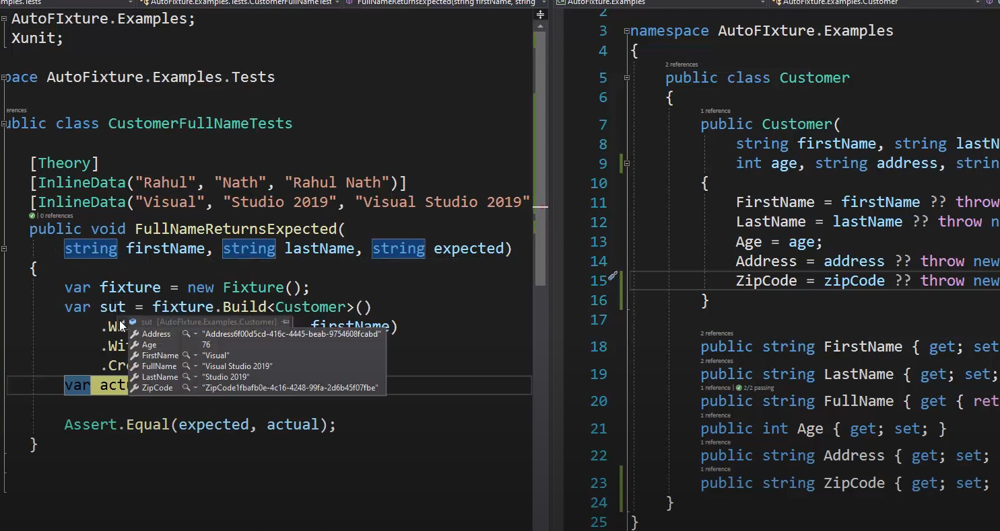 mples.Tests
AutoFIxture.Examples.Tests.CustomerFullNameTest
FullNameReturnsExpected(string firstName, string
AutoFIxture.Examples;
Xunit;
pace AutoFixture.Examples.Tests
erences
ublic class CustomerFullNameTests
[Theory]
[InlineData("Rahul", "Nath", "Rahul Nath")]
[InlineData("Visual", "Studio 2019", "Visual Studio 2019"
| 0 references
public void FullNameReturnsExpected(
string firstName, string lastName, string expected)
{
var fixture = new Fixture();
var sut = fixture.Build<Customer>()
.W firstName)
.Wi
.Cr
var act
sut {AutoFIxture.Examples.Customer}
Address "Address6f00d5cd-416c-4445-beab-9754608fcabd"
Age 76
FirstName "Visual"
FullName "Visual Studio 2019"
LastName "Studio 2019"
ZipCode "ZipCode1fbafb0e-4c16-4248-99fa-2d6b45f07fbe"
Assert.Equal(expected, actual);
}
AutoFIxture.Examples
AutoFIxture.Examples.Customer
2
3 namespace AutoFIxture.Examples
4 {
2 references
5 public class Customer
6 {
1 reference
7 public Customer(
8 string firstName, string lastN
9 int age, string address, strin
10 {
11 FirstName = firstName ?? throw
12 LastName = lastName ?? throw n
13 Age = age;
14 Address = address ?? throw new
15 ZipCode = zipCode ?? throw new
16 }
17
2 references
18 public string FirstName { get; set
2 references
19 public string LastName { get; set;
1 reference | 2/2 passing
20 public string FullName { get { ret
1 reference
21 public int Age { get; set; }
1 reference
22 public string Address { get; set;
1 reference
23 public string ZipCode { get; set;
24 }
25 }